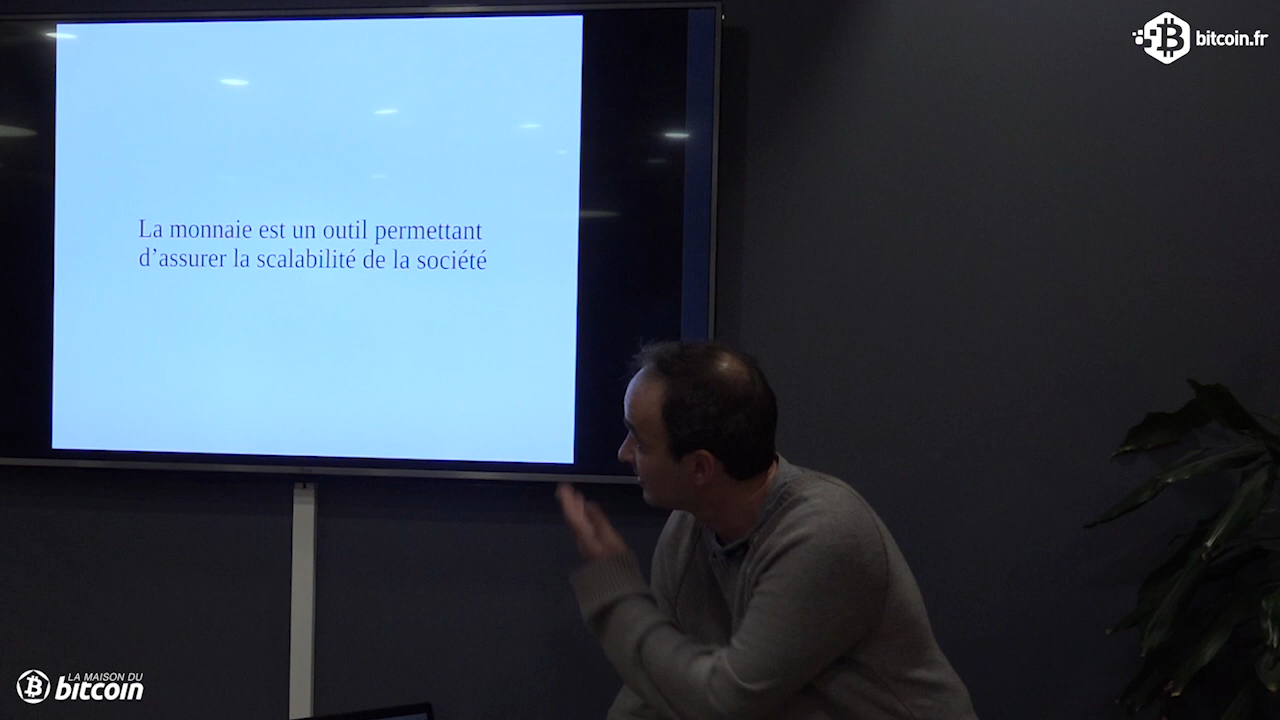 bitcoin.fr
La monnaie est un outil permettant
d’assurer la scalabilité de la société
LA MAISON DU
bitcoin